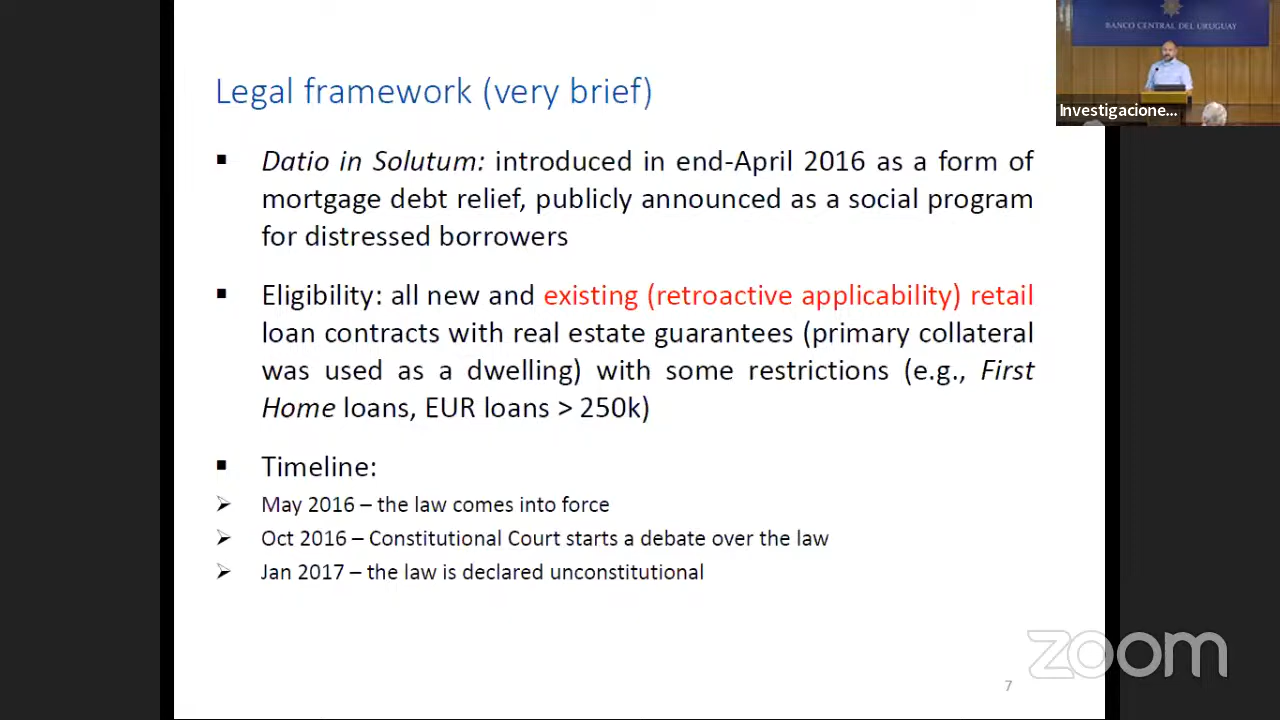 BANCO CENTRAL DEL URUGUAY
Investigacione...
Legal framework (very brief)
▪ Datio in Solutum: introduced in end-April 2016 as a form of
mortgage debt relief, publicly announced as a social program
for distressed borrowers
▪ Eligibility: all new and existing (retroactive applicability) retail
loan contracts with real estate guarantees (primary collateral
was used as a dwelling) with some restrictions (e.g., First
Home loans, EUR loans > 250k)
▪ Timeline:
➢ May 2016 – the law comes into force
➢ Oct 2016 – Constitutional Court starts a debate over the law
➢ Jan 2017 – the law is declared unconstitutional
zoom
7